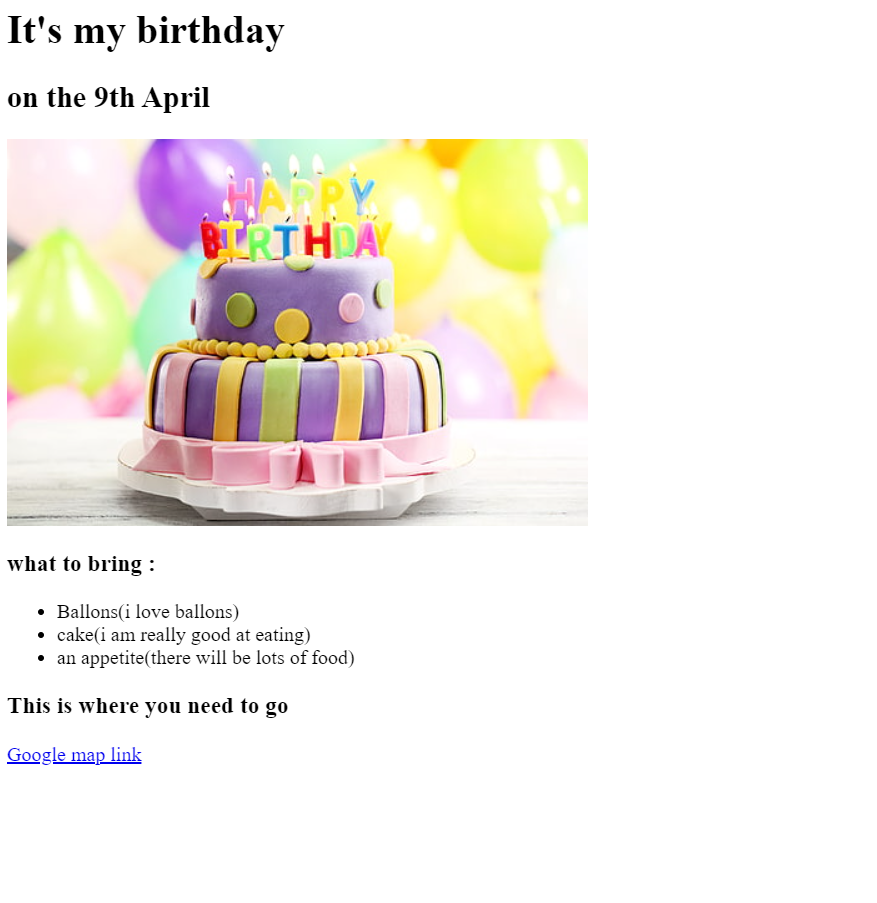 It's my birthday
on the 9th April
HAPPY
BIRTHDAY
what to bring :
Ballons(i love ballons)
cake(i am really good at eating)
an appetite(there will be lots of food)
This is where you need to go
Google map link